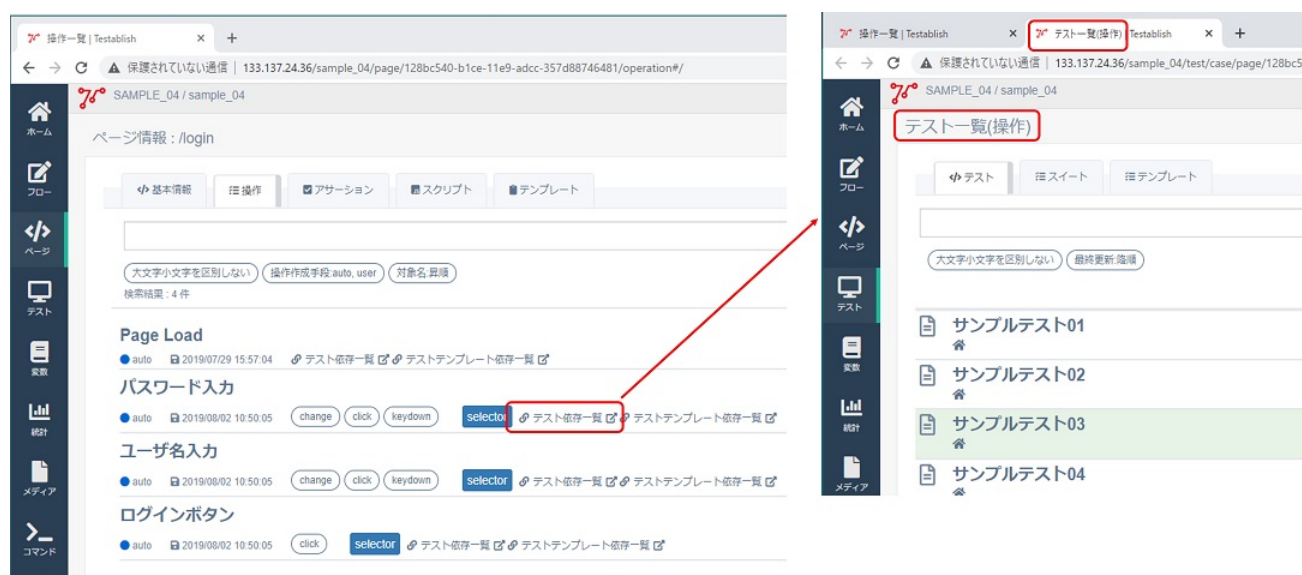 操作一覧 | Testablish
保護されていない通信 | 133.137.24.36/sample_04/page/128bc540-b1ce-11e9-adcc-357d88746481/operation#/
SAMPLE_04 / sample_04
ページ情報 : /login
ホーム
フロー
ページ
テスト
変数
統計
メディア
コマンド
基本情報 操作 アサーション スクリプト テンプレート
大文字小文字を区別しない 操作作成手段:auto, user 対象名:昇順
検索結果 : 4 件
Page Load
auto 2019/07/29 15:57:04 テスト依存一覧 テストテンプレート依存一覧
パスワード入力
auto 2019/08/02 10:50:05 change click keydown selector テスト依存一覧 テストテンプレート依存一覧
ユーザ名入力
auto 2019/08/02 10:50:05 change click keydown selector テスト依存一覧 テストテンプレート依存一覧
ログインボタン
auto 2019/08/02 10:50:05 click selector テスト依存一覧 テストテンプレート依存一覧
操作一覧 | Testablish テスト一覧(操作) Testablish
保護されていない通信 | 133.137.24.36/sample_04/test/case/page/128bc5
SAMPLE_04 / sample_04
テスト一覧(操作)
ホーム
フロー
ページ
テスト
変数
統計
メディア
テスト スイート テンプレート
大文字小文字を区別しない 最終更新:降順
サンプルテスト01
サンプルテスト02
サンプルテスト03
サンプルテスト04